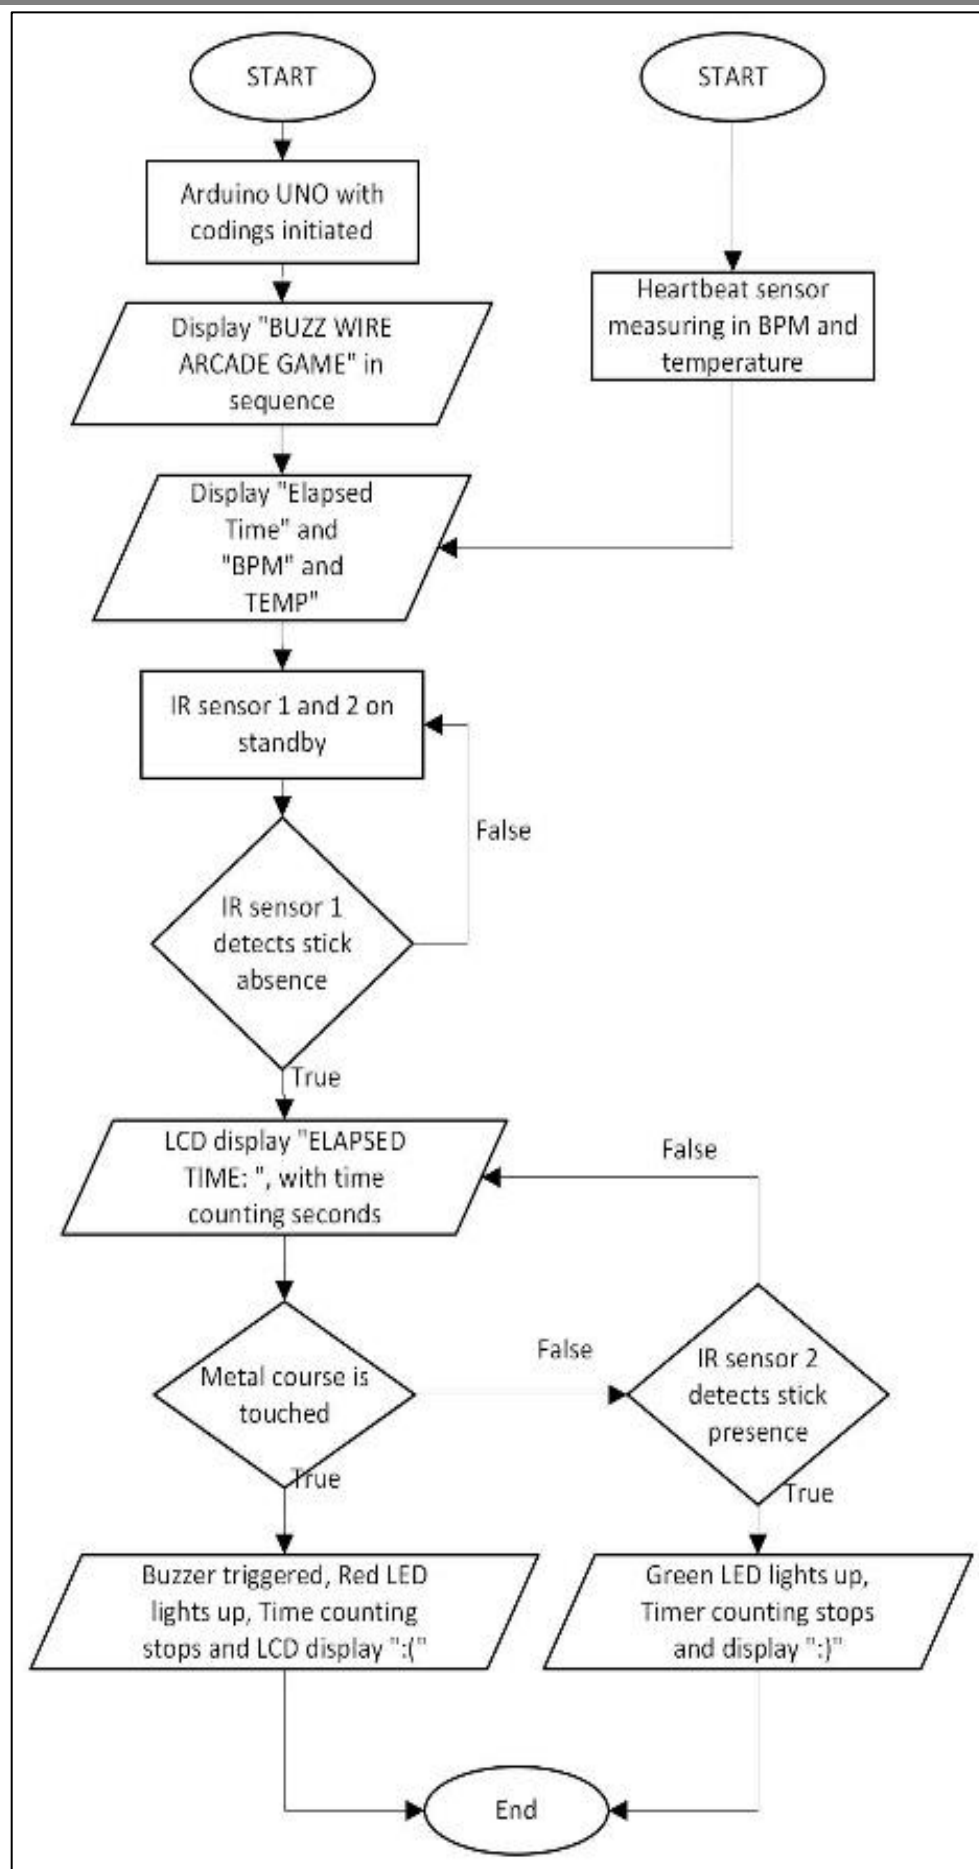 START
START
Arduino UNO with
codings initiated
Heartbeat sensor
measuring in BPM and
temperature
Display "BUZZ WIRE
ARCADE GAME" in
sequence
Display "Elapsed
Time" and
"BPM" and
TEMP"
IR sensor 1 and 2 on
standby
False
IR sensor 1
detects stick
absence
True
LCD display "ELAPSED
TIME: ", with time
counting seconds
False
Metal course is
touched
False
IR sensor 2
detects stick
presence
True
True
Buzzer triggered, Red LED
lights up, Time counting
stops and LCD display ":("
Green LED lights up,
Timer counting stops
and display ":)"
End